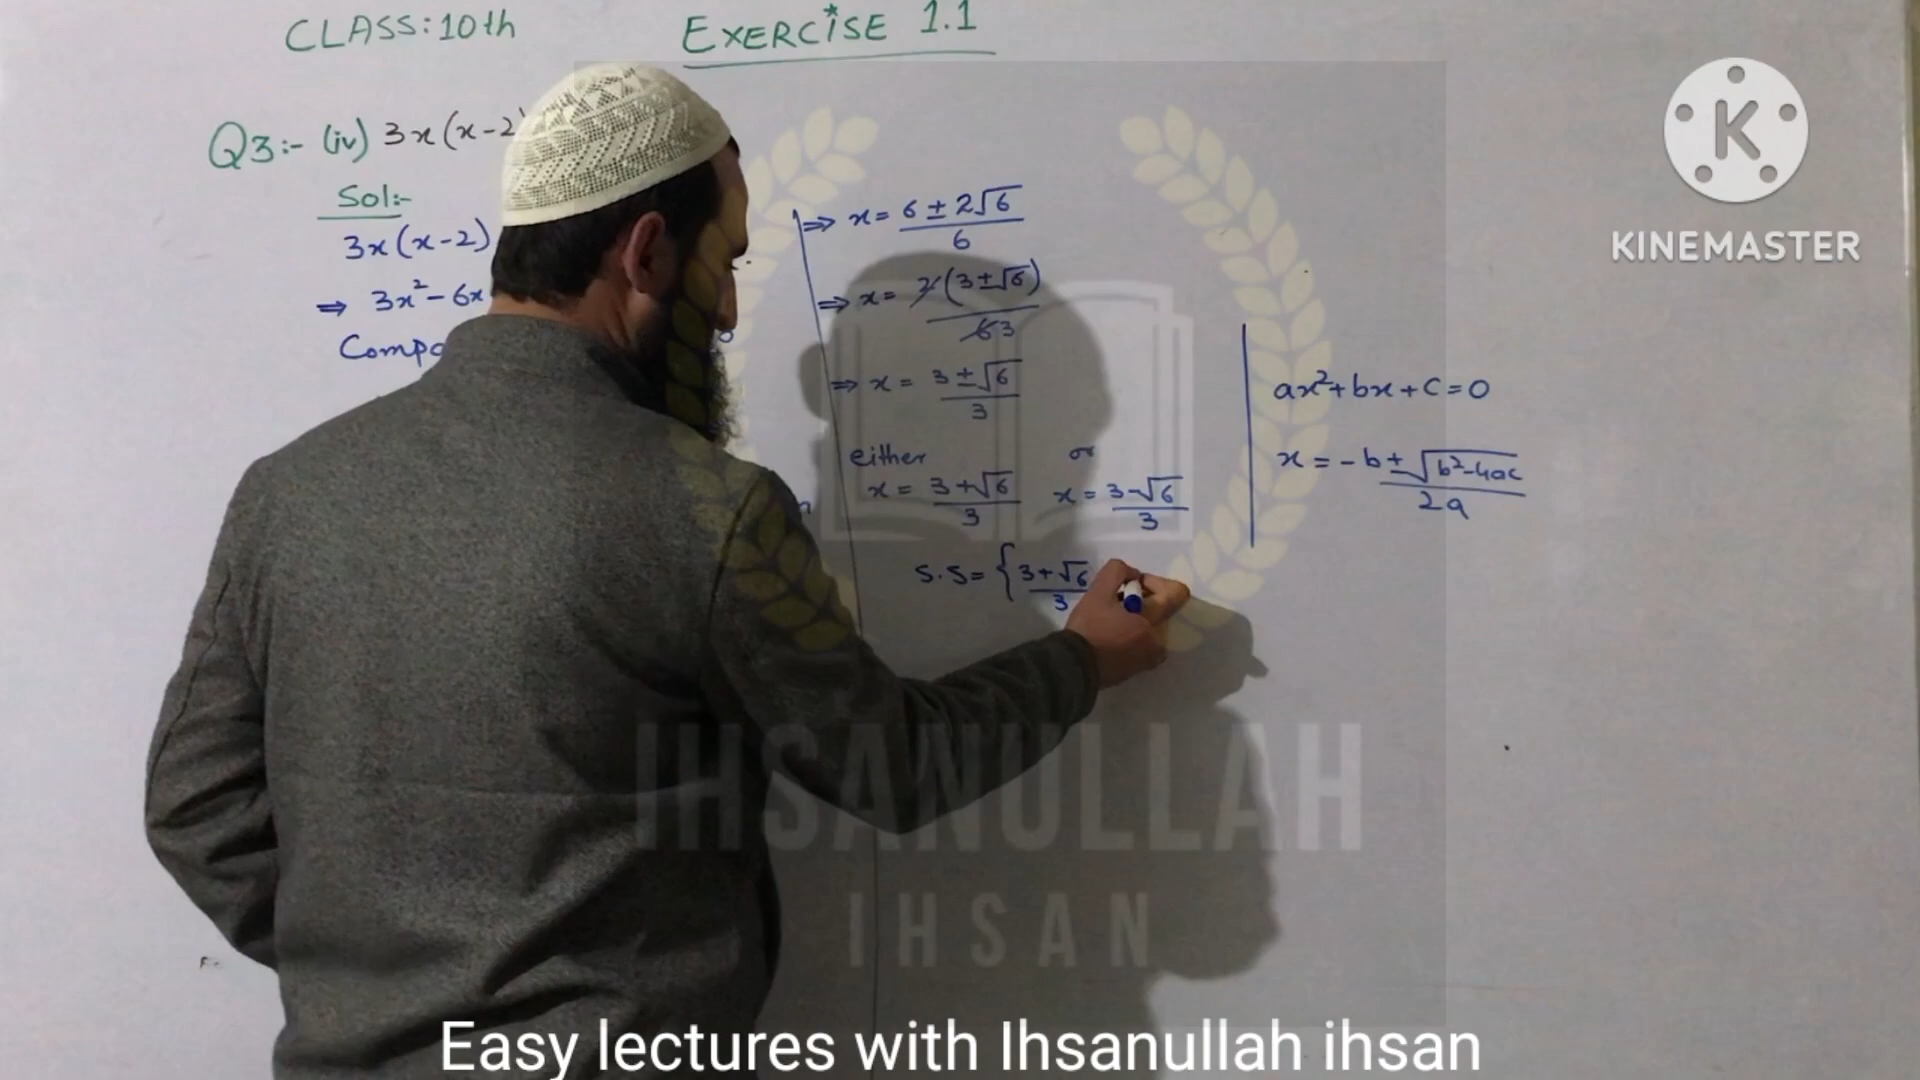 CLASS: 10th
EXERCISE 1.1
Q3:- (iv) 3x(x-2)
Sol:-
3x(x-2)
⇒ 3x²-6x
⇒ x = 6 ± 2√6 / 6
⇒ x = 2(3±√6) / 6 3
⇒ x = 3 ± √6 / 3
either or
x = 3+√6 / 3 x = 3-√6 / 3
S.S = { 3+√6 / 3
ax²+bx+c=0
x = -b ± √b²-4ac / 2a
K
KINEMASTER
IHSANULLAH
IHSAN
Easy lectures with Ihsanullah ihsan